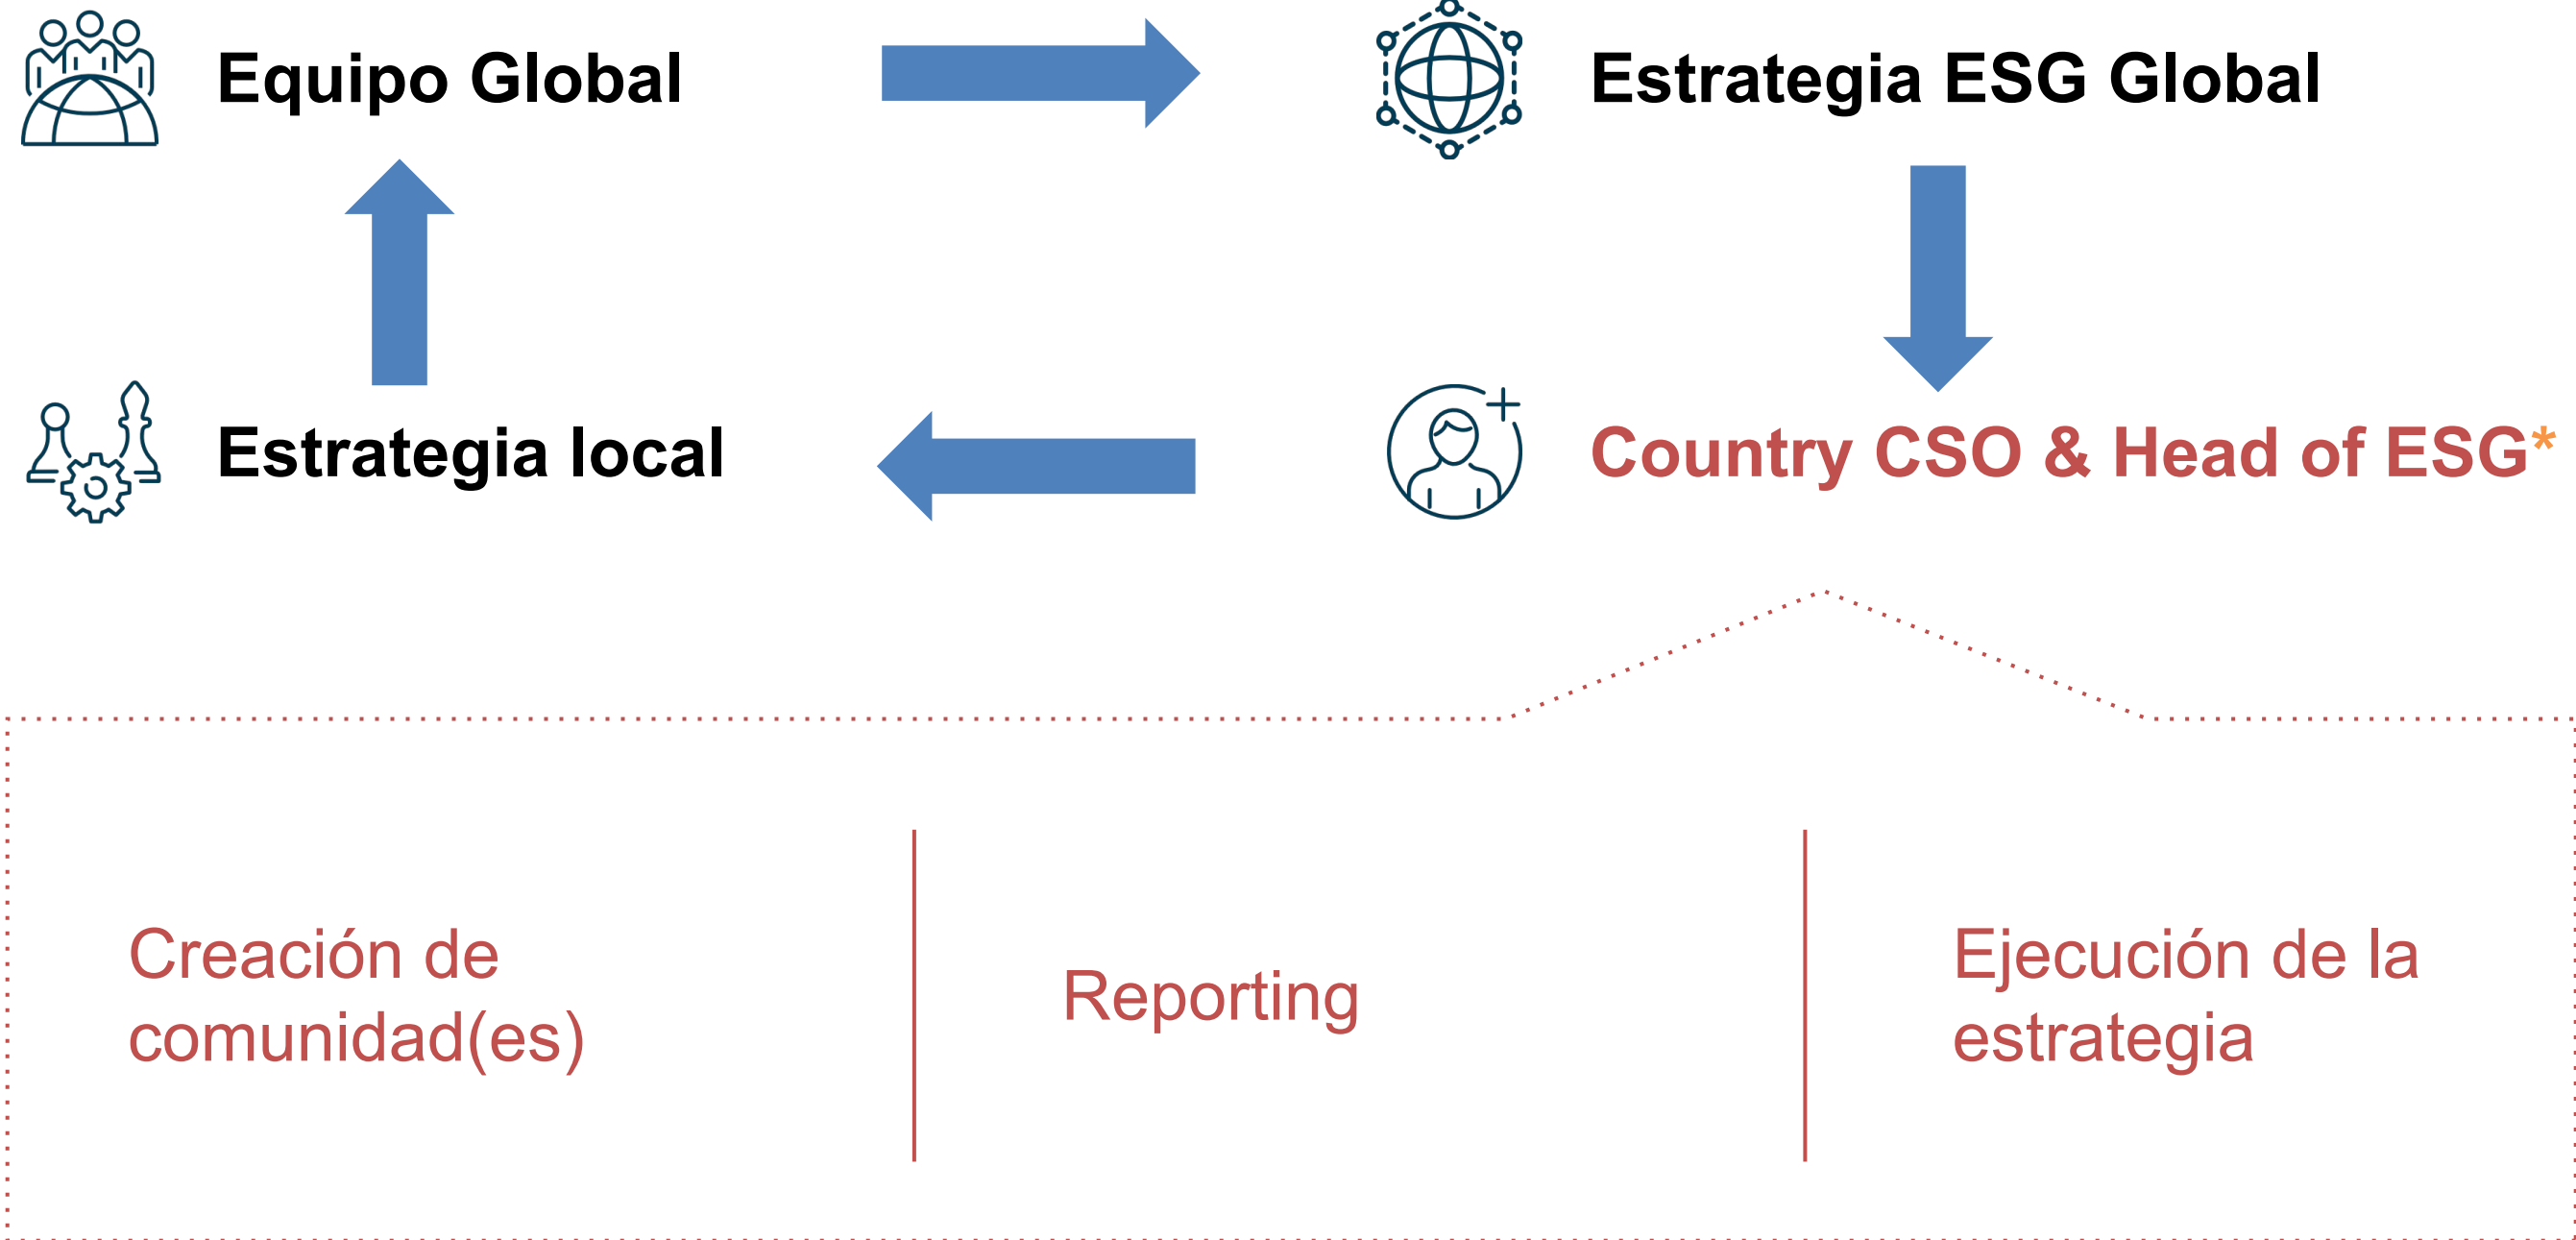 Equipo Global
Estrategia ESG Global
Estrategia local
Country CSO & Head of ESG*
Creación de
comunidad(es)
Reporting
Ejecución de la
estrategia